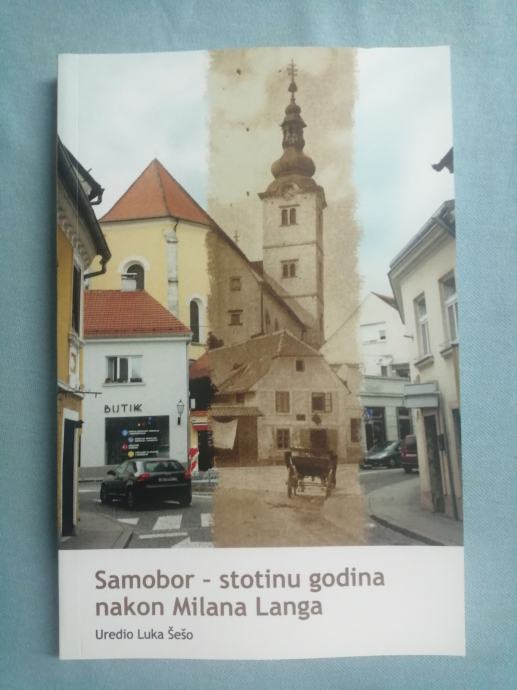 BUTIK
Samobor – stotinu godina
nakon Milana Langa
Uredio Luka Šešo